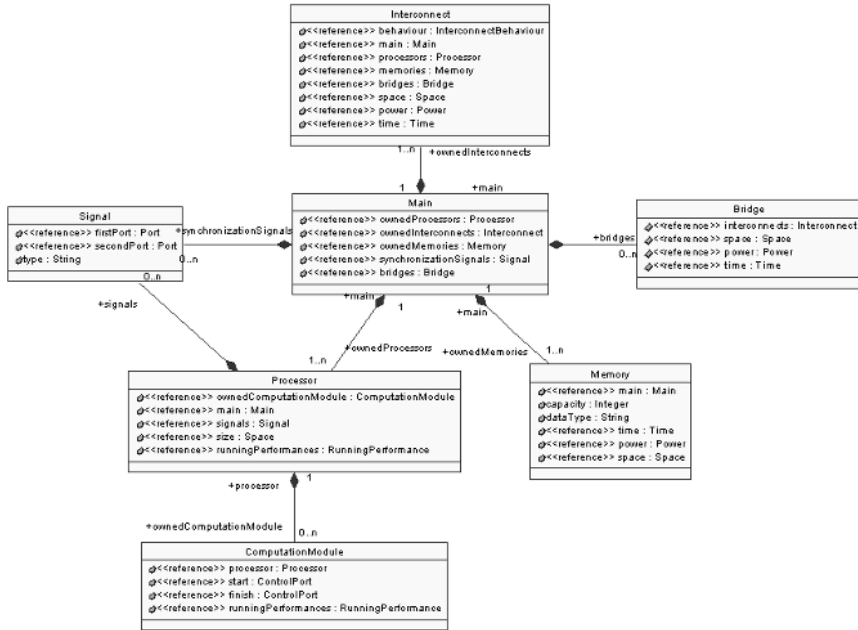 Interconnect
<<reference>> behaviour : InterconnectBehaviour
<<reference>> main : Main
<<reference>> processors : Processor
<<reference>> memories : Memory
<<reference>> bridges : Bridge
<<reference>> space : Space
<<reference>> power : Power
<<reference>> time : Time
1..n
+ownedInterconnects
1
+main
Main
<<reference>> ownedProcessors : Processor
<<reference>> ownedInterconnects : Interconnect
<<reference>> ownedMemories : Memory
<<reference>> synchronizationSignals : Signal
<<reference>> bridges : Bridge
Signal
<<reference>> firstPort : Port
<<reference>> secondPort : Port
type : String
+synchronizationSignals
0..n
0..n
+bridges
0..n
Bridge
<<reference>> interconnects : Interconnect
<<reference>> space : Space
<<reference>> power : Power
<<reference>> time : Time
+signals
+main
1
1
+main
+ownedProcessors
1..n
+ownedMemories
1..n
Processor
<<reference>> ownedComputationModule : ComputationModule
<<reference>> main : Main
<<reference>> signals : Signal
<<reference>> size : Space
<<reference>> runningPerformances : RunningPerformance
Memory
<<reference>> main : Main
capacity : Integer
dataType : String
<<reference>> time : Time
<<reference>> power : Power
<<reference>> space : Space
+processor
1
+ownedComputationModule
0..n
ComputationModule
<<reference>> processor : Processor
<<reference>> start : ControlPort
<<reference>> finish : ControlPort
<<reference>> runningPerformances : RunningPerformance